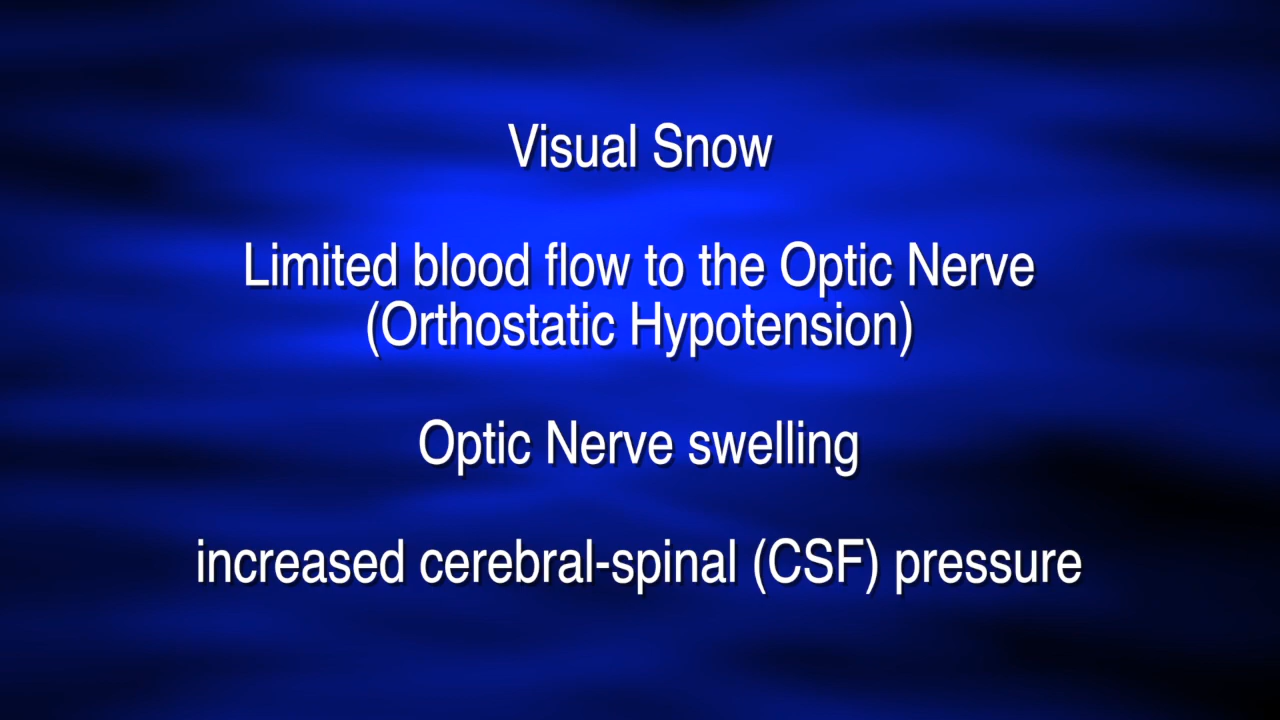 Visual Snow
Limited blood flow to the Optic Nerve
(Orthostatic Hypotension)
Optic Nerve swelling
increased cerebral-spinal (CSF) pressure